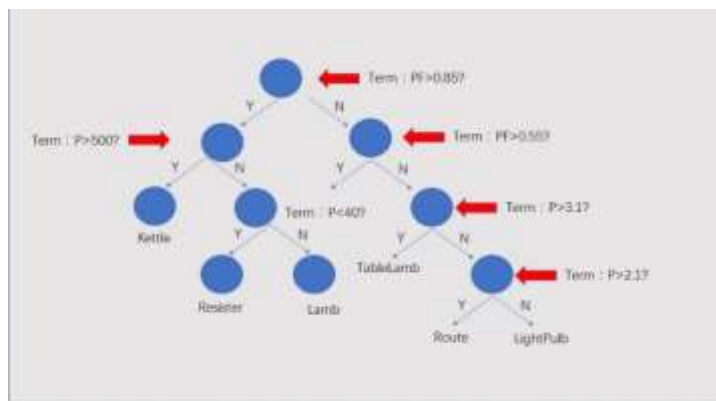 Term : PF>0.85?
Y
N
Term : P>500?
Term : PF>0.55?
Y
N
Y
N
Term : P<40?
Term : P>3.1?
Kettle
Y
N
Y
N
TableLamb
Term : P>2.1?
Resister
Lamb
Y
N
Route
LightPulb